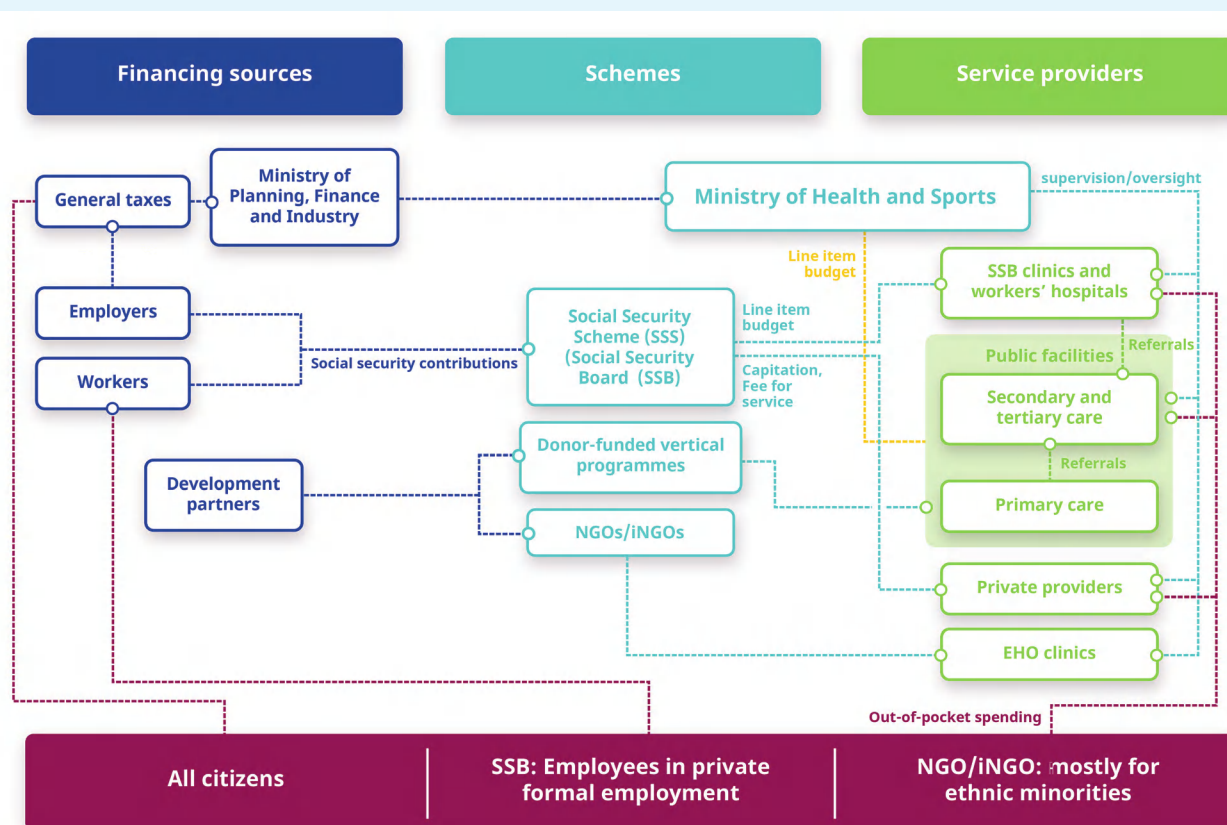 Financing sources
Schemes
Service providers
General taxes
Ministry of
Planning, Finance
and Industry
Ministry of Health and Sports
supervision/oversight
Line item
budget
Employers
Workers
Social security contributions
Social Security
Scheme (SSS)
(Social Security
Board (SSB)
Line item
budget
Capitation,
Fee for
service
SSB clinics and
workers’ hospitals
Referrals
Public facilities
Secondary and
tertiary care
Referrals
Primary care
Development
partners
Donor-funded vertical
programmes
NGOs/iNGOs
Private providers
EHO clinics
Out-of-pocket spending
All citizens
SSB: Employees in private
formal employment
NGO/iNGO: mostly for
ethnic minorities